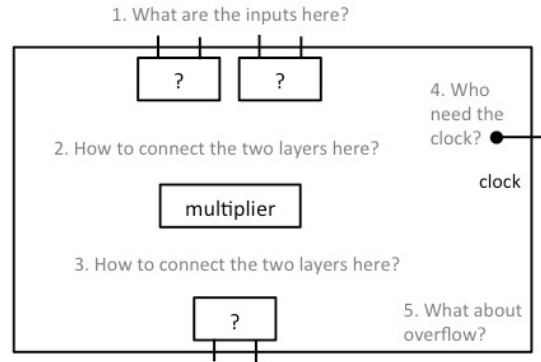 1. What are the inputs here?
? ?
4. Who
need the
clock?
2. How to connect the two layers here?
clock
multiplier
3. How to connect the two layers here?
?
5. What about
overflow?